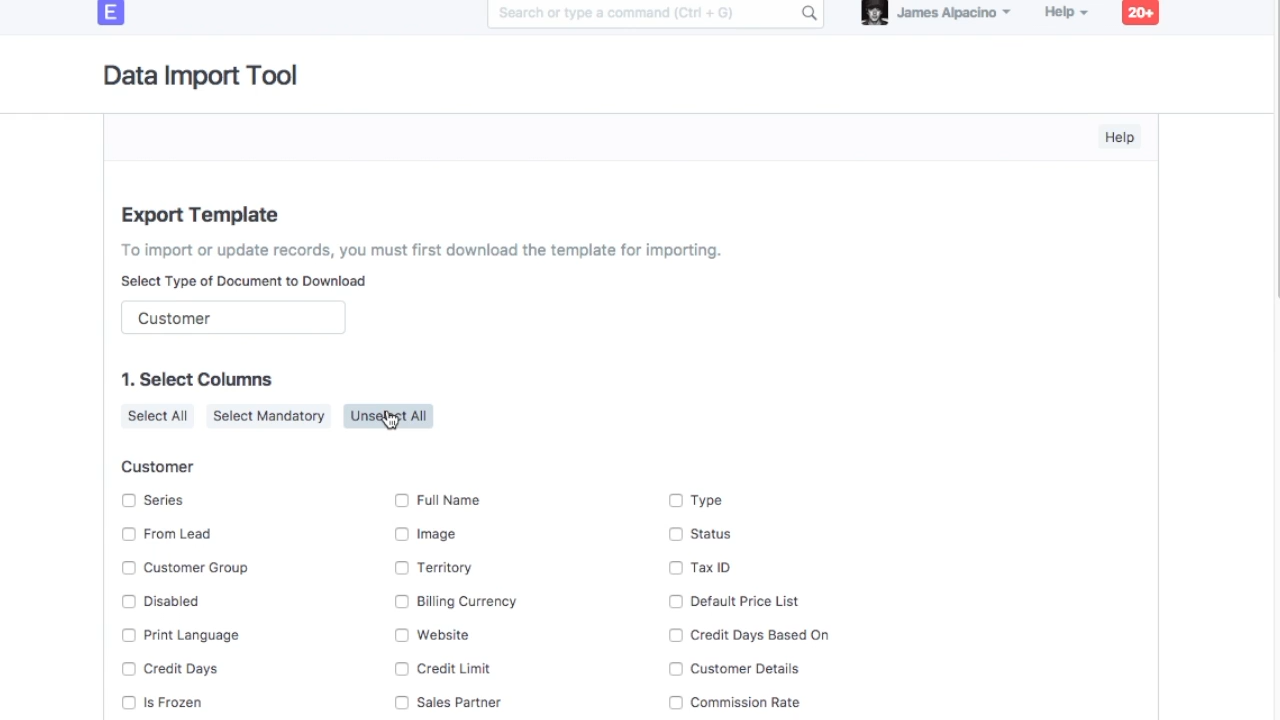 E Search or type a command (Ctrl + G) James Alpacino Help 20+
Data Import Tool
Help
Export Template
To import or update records, you must first download the template for importing.
Select Type of Document to Download
Customer
1. Select Columns
Select All Select Mandatory Unselect All
Customer
Series Full Name Type
From Lead Image Status
Customer Group Territory Tax ID
Disabled Billing Currency Default Price List
Print Language Website Credit Days Based On
Credit Days Credit Limit Customer Details
Is Frozen Sales Partner Commission Rate